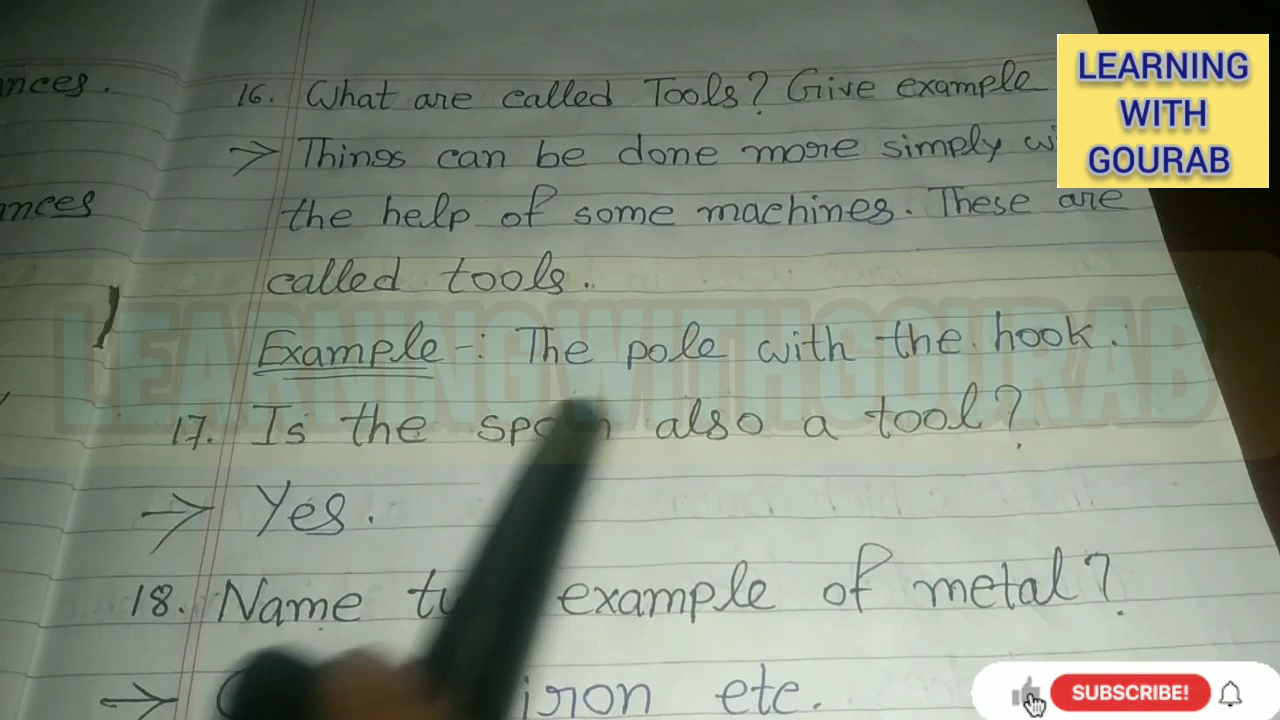 nces.
nces
16. What are called Tools? Give example
→ Things can be done more simply
the help of some machines. These are
called tools.
Example-: The pole with the hook.
17. Is the also a tool?
→ Yes.
18. Name example of metal?
→ iron etc.
LEARNING
WITH
GOURAB
LEARNINGWITHGOURAB
SUBSCRIBE!